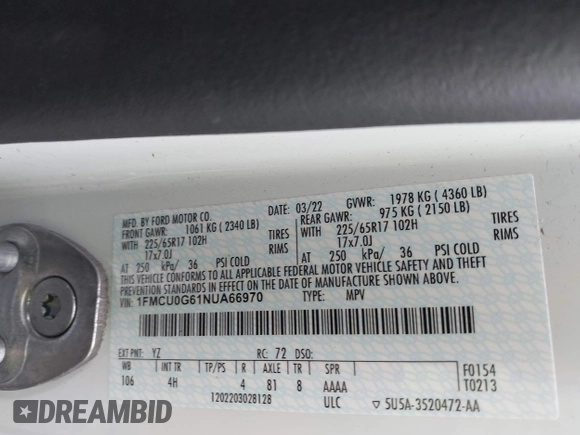 MFD. BY FORD MOTOR CO.
DATE: 03/22 GVWR: 1978 KG ( 4360 LB)
FRONT GAWR: 1061 KG ( 2340 LB)
REAR GAWR: 975 KG ( 2150 LB)
WITH 225/65R17 102H TIRES
WITH 225/65R17 102H TIRES
17x7.0J
17x7.0J
AT 250 kPa/ 36 PSI COLD
AT 250 kPa/ 36 PSI COLD
THIS VEHICLE CONFORMS TO ALL APPLICABLE FEDERAL MOTOR VEHICLE SAFETY AND
THEFT PREVENTION STANDARDS IN EFFECT ON THE DATE OF MANUFACTURE SHOWN ABOVE.
VIN: 1FMCU0G61NUA66970 TYPE: MPV
EXT PNT: YZ RC: 72 DSO:
WB INT TR TP/PS R AXLE TR SPR F0154
106 4H 4 81 8 AAAA T0213
1202203028128 ULC ▽ 5U5A-3520472-AA
DREAMBID
DREAMBID